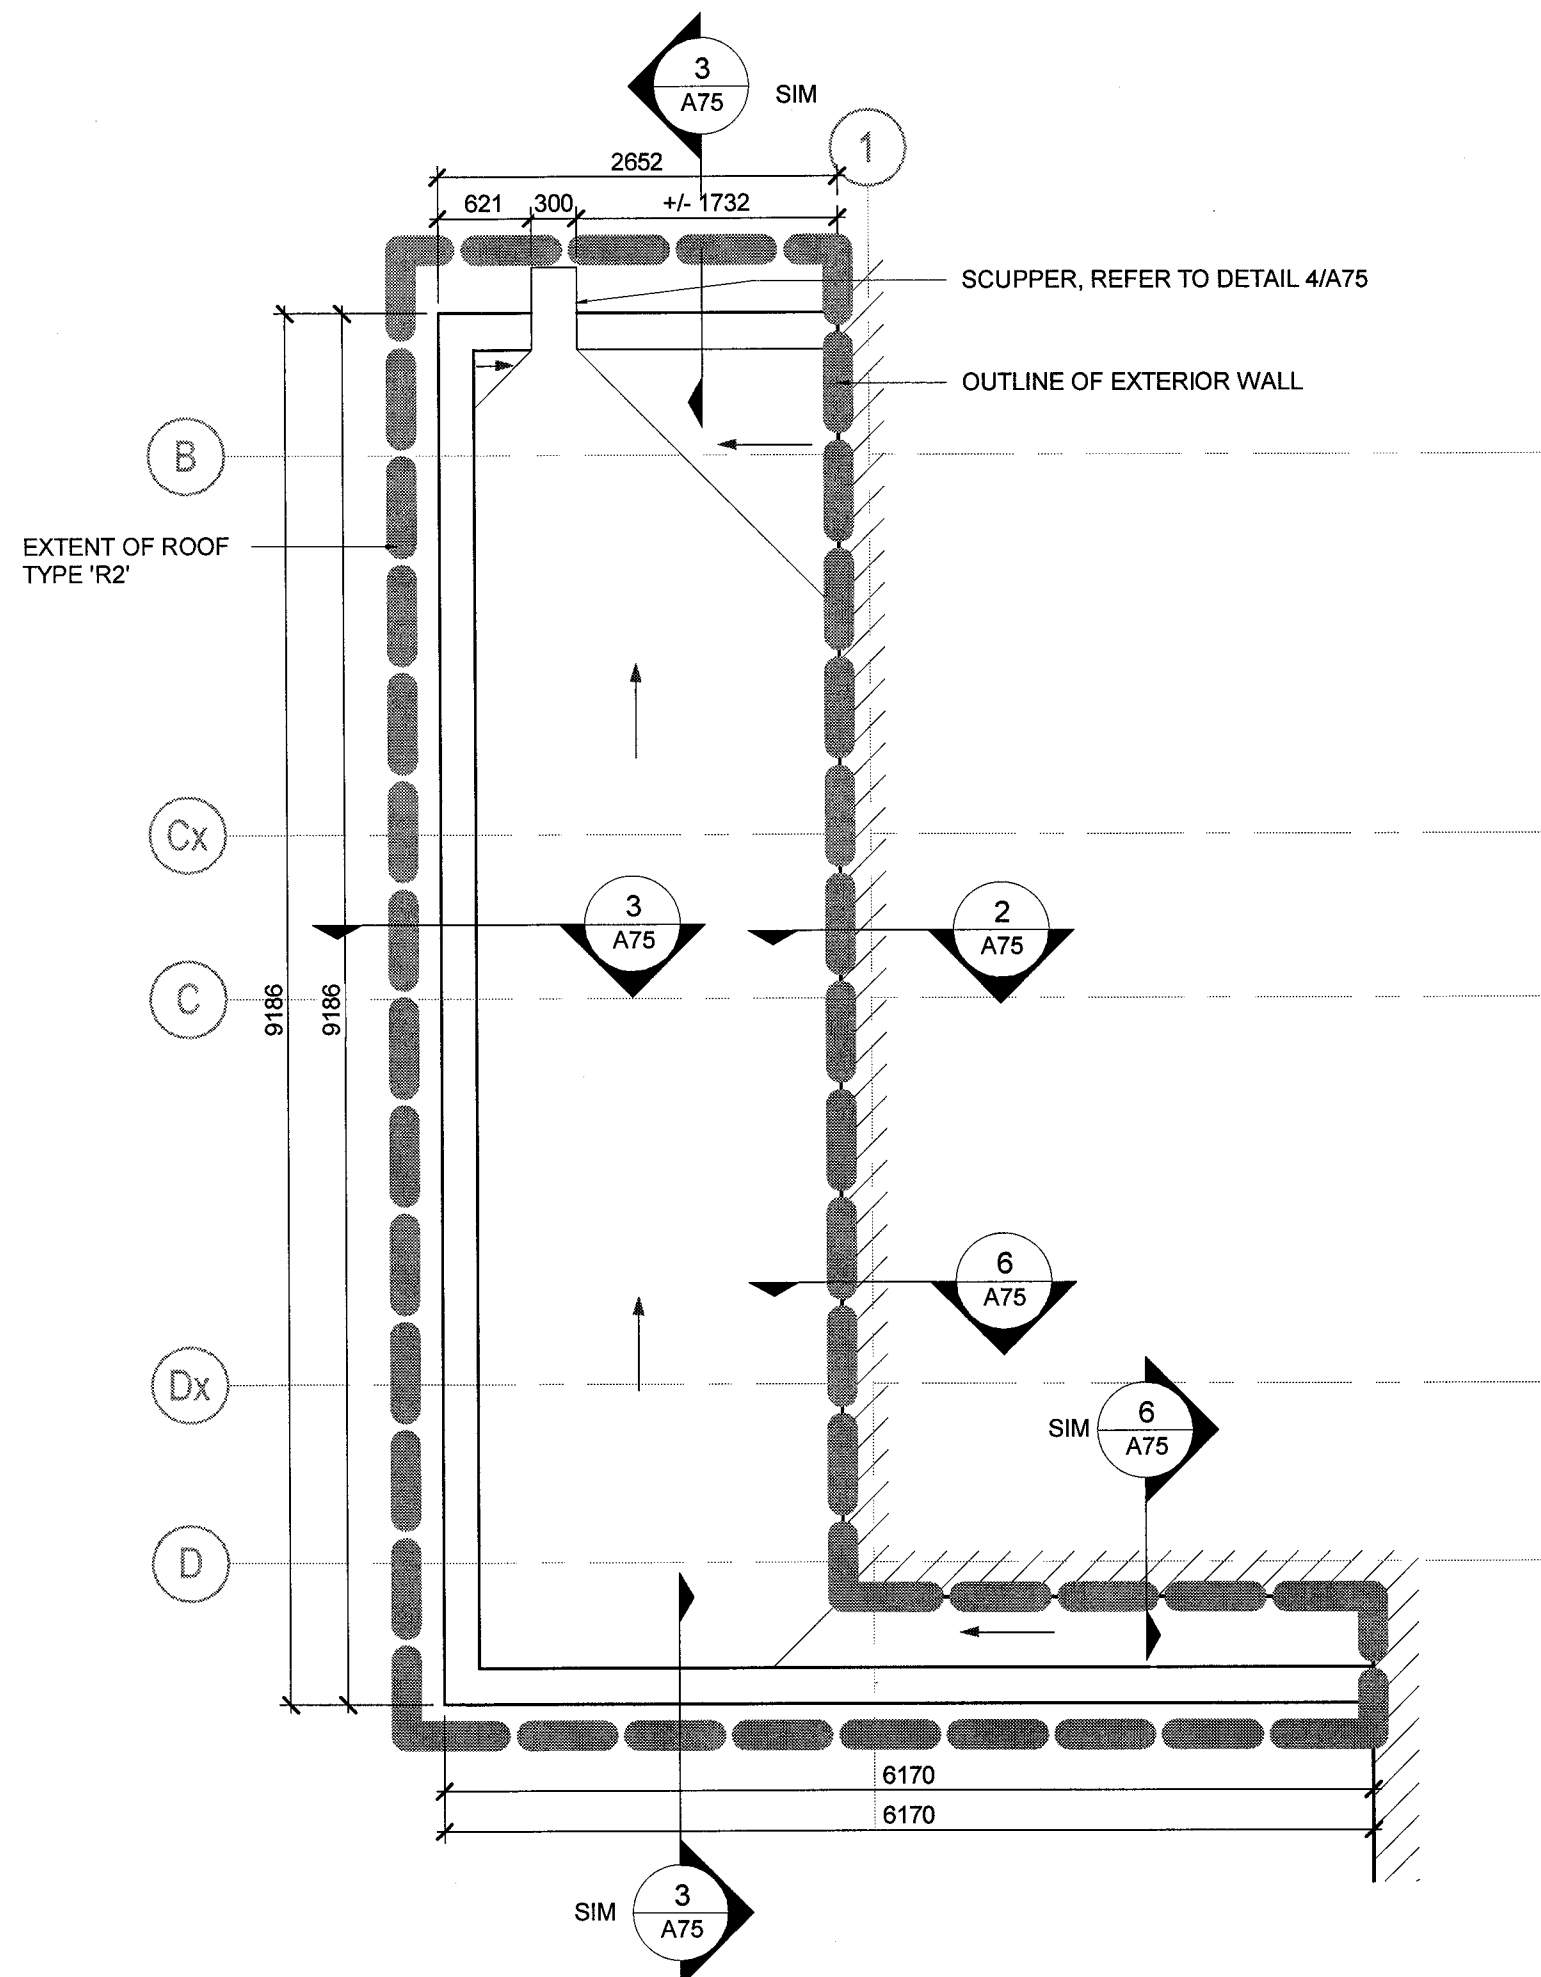 3
A75
SIM
1
2652
621
300
+/- 1732
SCUPPER, REFER TO DETAIL 4/A75
OUTLINE OF EXTERIOR WALL
B
EXTENT OF ROOF
TYPE 'R2'
Cx
3
A75
2
A75
C
9186
9186
6
A75
Dx
SIM
6
A75
D
6170
6170
SIM
3
A75